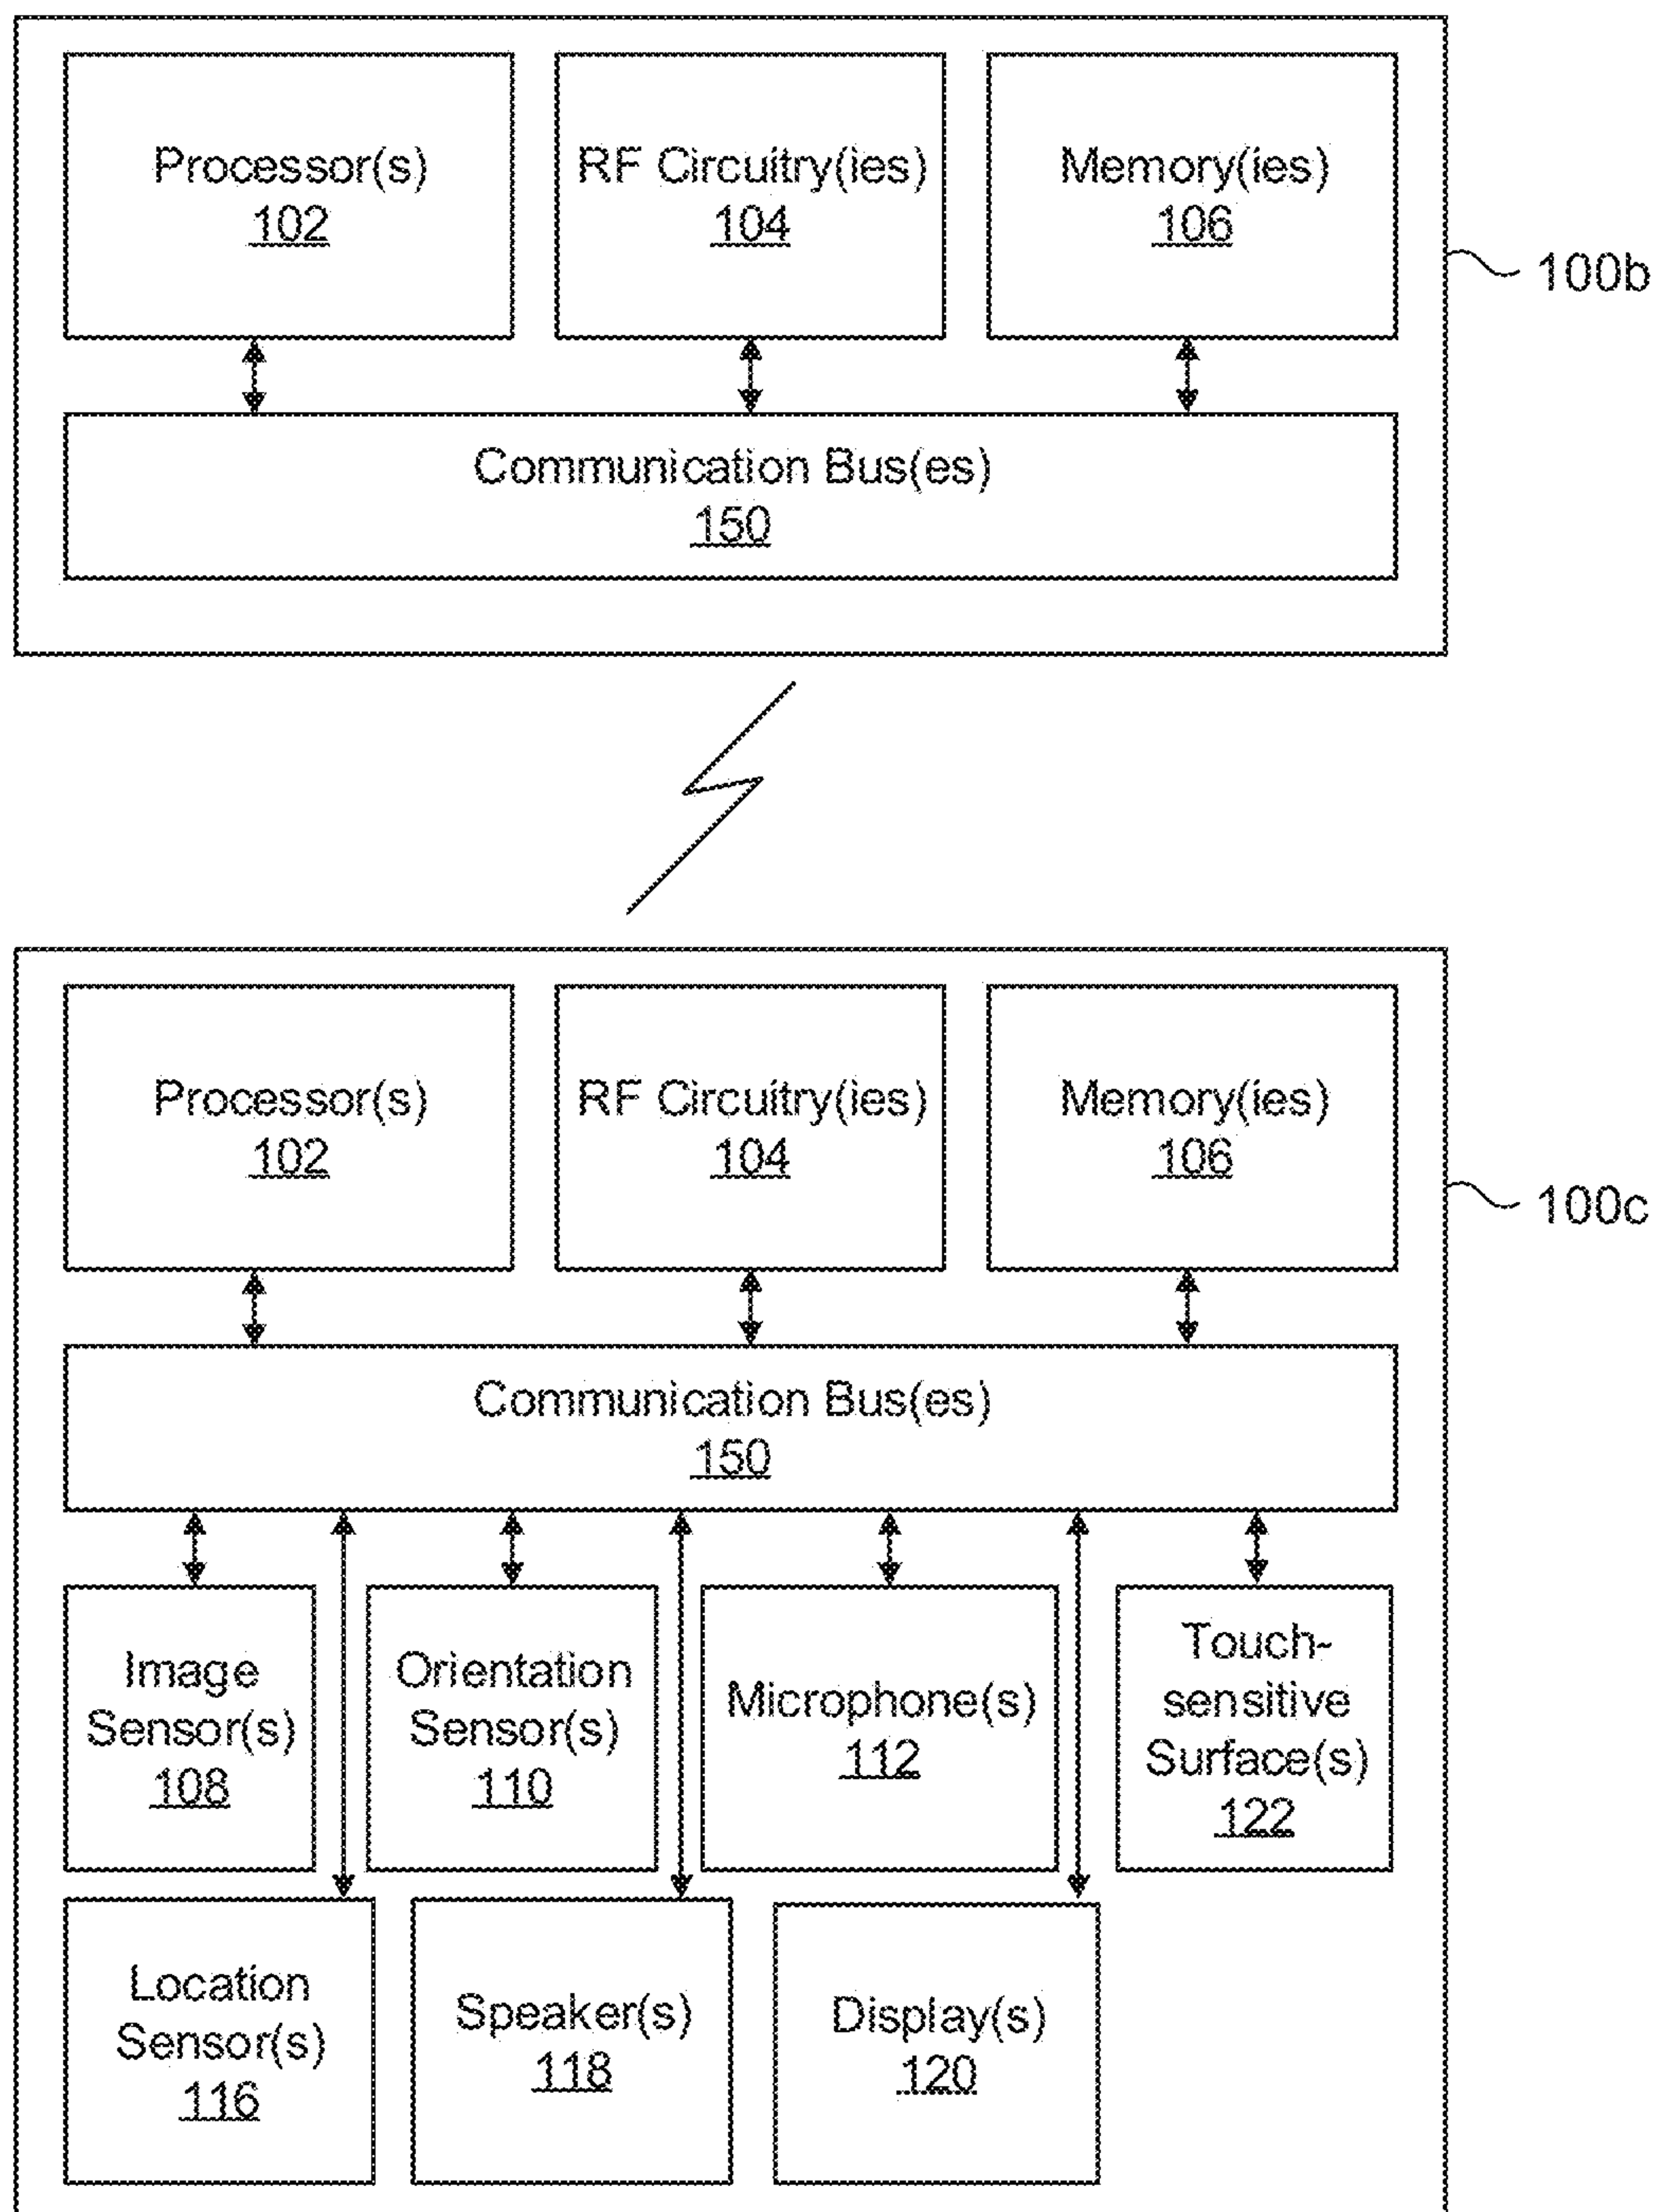 Processor(s)
102
RF Circuitry(ies)
104
Memory(ies)
106
100b
Communication Bus(es)
150
Processor(s)
102
RF Circuitry(ies)
104
Memory(ies)
106
100c
Communication Bus(es)
150
Image
Sensor(s)
108
Orientation
Sensor(s)
110
Microphone(s)
112
Touch-
sensitive
Surface(s)
122
Location
Sensor(s)
116
Speaker(s)
118
Display(s)
120